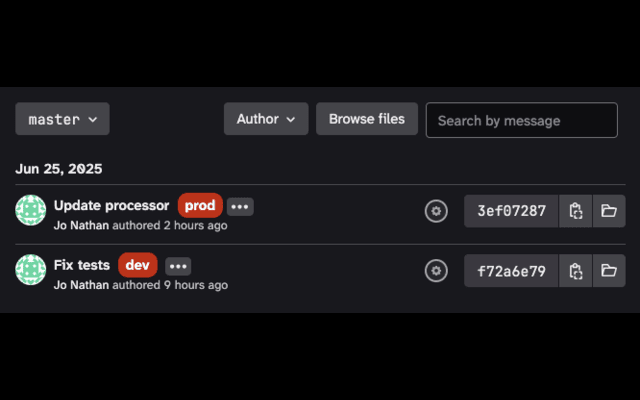 master
Author
Browse files
Search by message
Jun 25, 2025
Update processor prod
Jo Nathan authored 2 hours ago
3ef07287
Fix tests dev
Jo Nathan authored 9 hours ago
f72a6e79